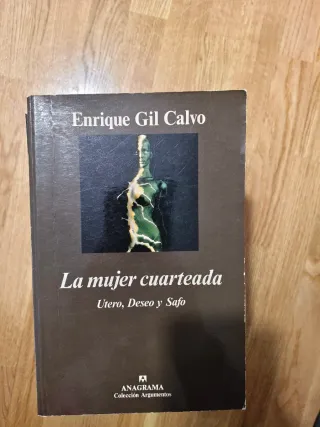 Enrique Gil Calvo
La mujer cuarteada
Utero, Deseo y Safo
ANAGRAMA
Colección Argumentos